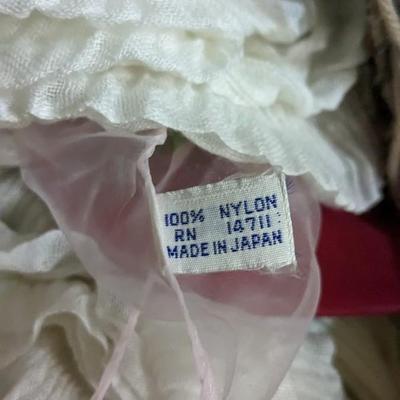 100% NYLON
RN 14711
MADE IN JAPAN